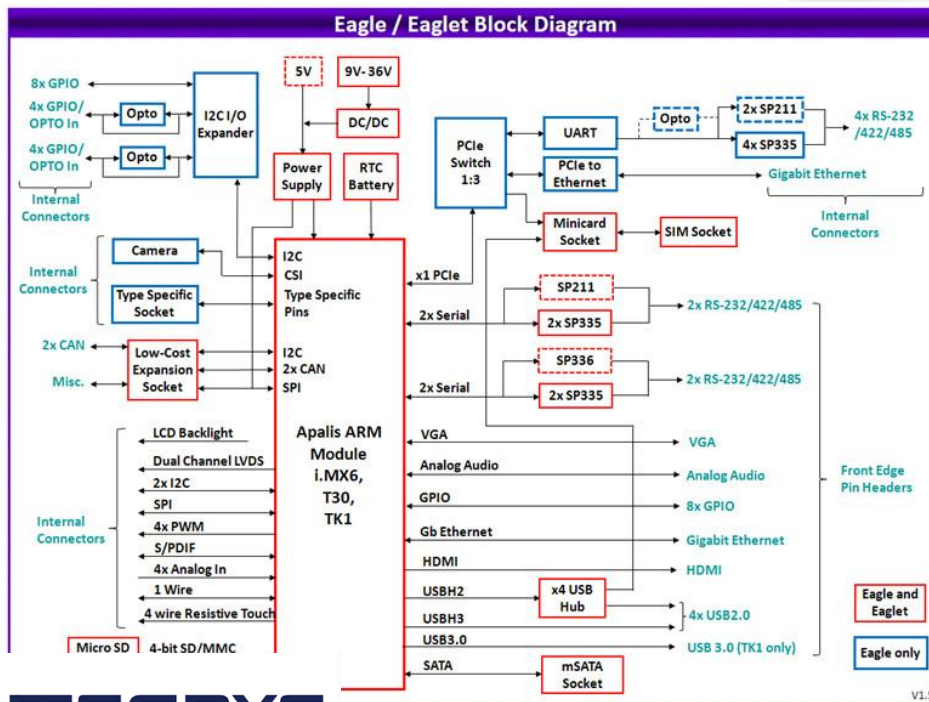 Eagle / Eaglet Block Diagram
8x GPIO
4x GPIO/
OPTO In
4x GPIO/
OPTO In
Opto
Opto
I2C I/O
Expander
Internal
Connectors
5V
9V- 36V
DC/DC
Power
Supply
RTC
Battery
PCIe
Switch
1:3
UART
PCIe to
Ethernet
Opto
2x SP211
4x SP335
4x RS-232
/422/485
Gigabit Ethernet
Internal
Connectors
Minicard
Socket
SIM Socket
Internal
Connectors
Camera
Type Specific
Socket
I2C
CSI
Type Specific
Pins
x1 PCIe
2x Serial
SP211
2x SP335
2x RS-232/422/485
2x CAN
Misc.
Low-Cost
Expansion
Socket
I2C
2x CAN
SPI
2x Serial
SP336
2x SP335
2x RS-232/422/485
Apalis ARM
Module
i.MX6,
T30,
TK1
Internal
Connectors
LCD Backlight
Dual Channel LVDS
2x I2C
SPI
4x PWM
S/PDIF
4x Analog In
1 Wire
4 wire Resistive Touch
Micro SD
4-bit SD/MMC
VGA
VGA
Analog Audio
Analog Audio
GPIO
8x GPIO
Gb Ethernet
Gigabit Ethernet
HDMI
HDMI
USBH2
x4 USB
Hub
4x USB2.0
USBH3
USB3.0
USB 3.0 (TK1 only)
SATA
mSATA
Socket
Front Edge
Pin Headers
Eagle and
Eaglet
Eagle only